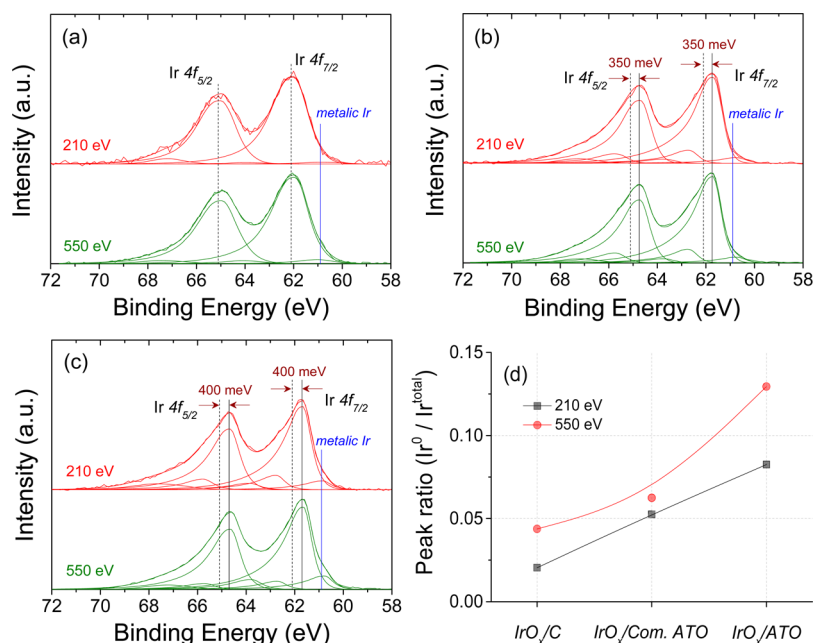 (a)
Ir 4f5/2
Ir 4f7/2
metalic Ir
210 eV
550 eV
Intensity (a.u.)
72 70 68 66 64 62 60 58
Binding Energy (eV)
(b)
350 meV
350 meV
Ir 4f5/2
Ir 4f7/2
metalic Ir
210 eV
550 eV
Intensity (a.u.)
72 70 68 66 64 62 60 58
Binding Energy (eV)
(c)
400 meV
400 meV
Ir 4f5/2
Ir 4f7/2
metalic Ir
210 eV
550 eV
Intensity (a.u.)
72 70 68 66 64 62 60 58
Binding Energy (eV)
(d)
210 eV
550 eV
Peak ratio (Ir⁰ / Irᵗᵒᵗᵃˡ)
0.15
0.10
0.05
0.00
IrOx/C IrOx/Com. ATO IrOx/ATO